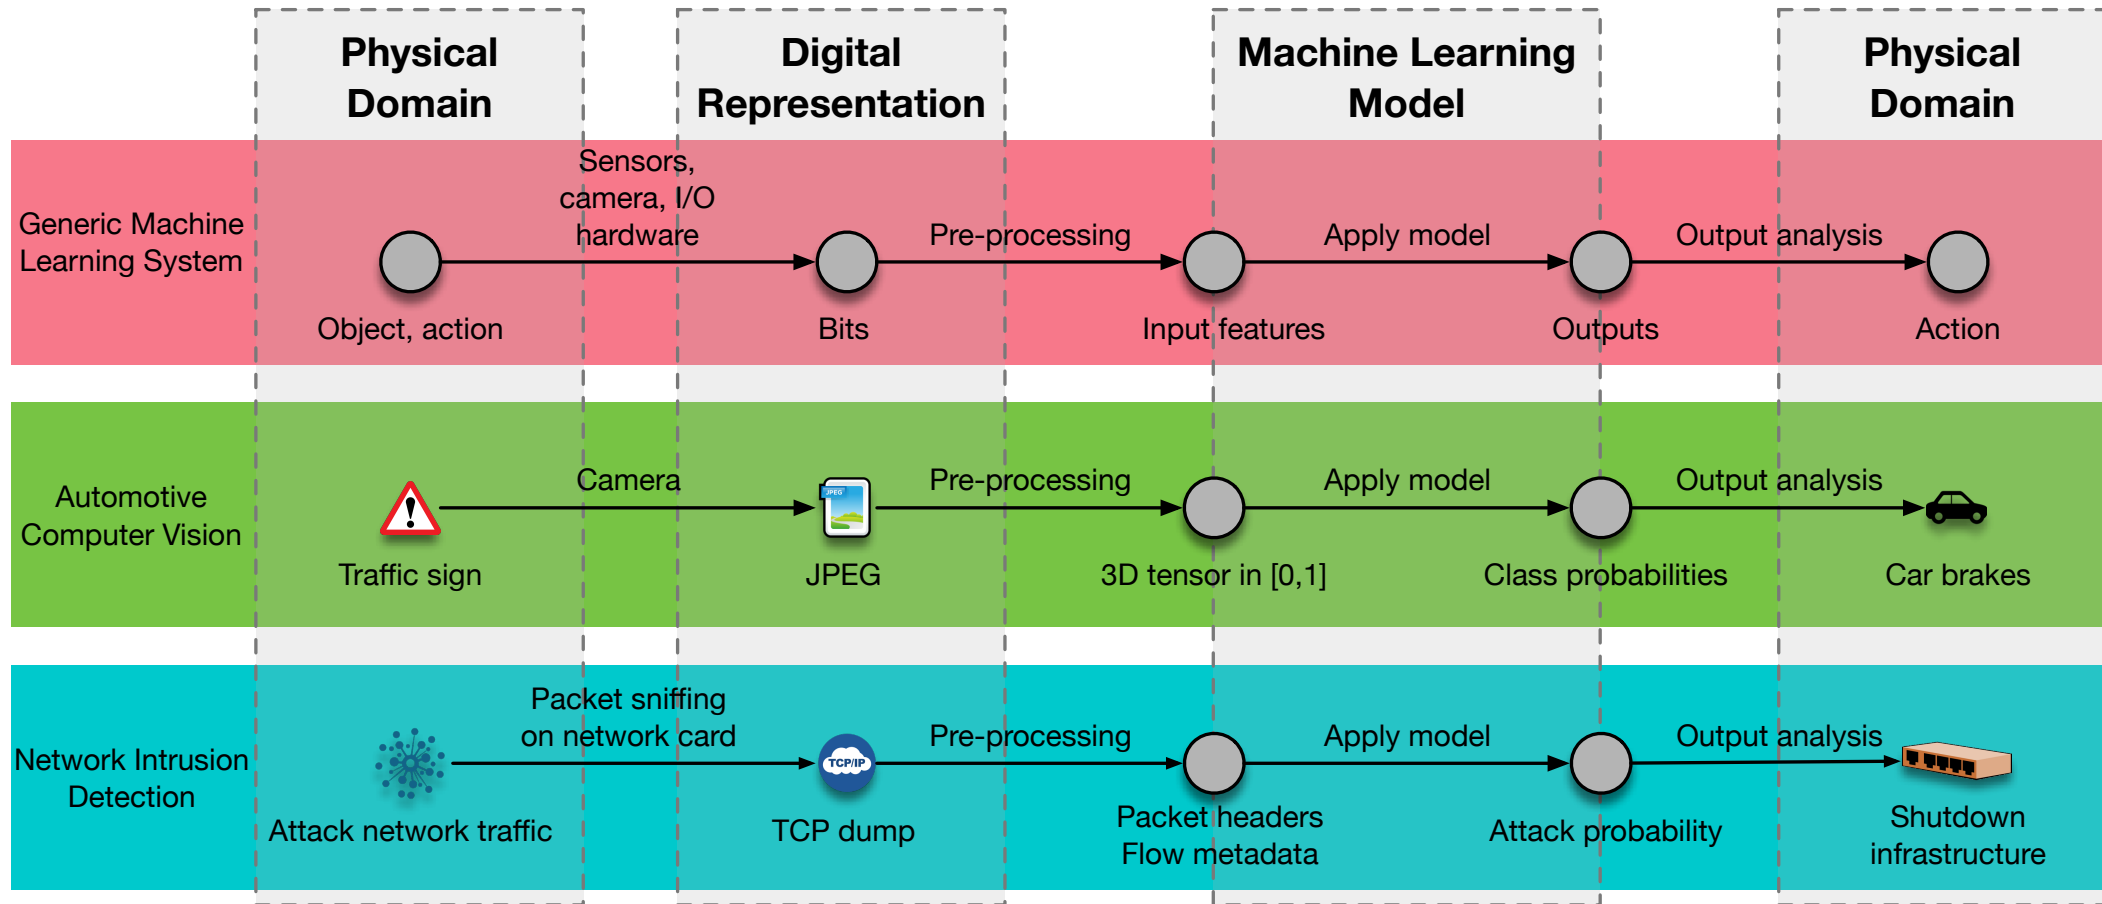 Physical
Domain
Digital
Representation
Machine Learning
Model
Physical
Domain
Generic Machine
Learning System
Sensors,
camera, I/O
hardware
Pre-processing
Apply model
Output analysis
Object, action
Bits
Input features
Outputs
Action
Automotive
Computer Vision
Camera
Pre-processing
Apply model
Output analysis
JPEG
Traffic sign
JPEG
3D tensor in [0,1]
Class probabilities
Car brakes
Network Intrusion
Detection
Packet sniffing
on network card
Pre-processing
Apply model
Output analysis
TCP/IP
Attack network traffic
TCP dump
Packet headers
Flow metadata
Attack probability
Shutdown
infrastructure